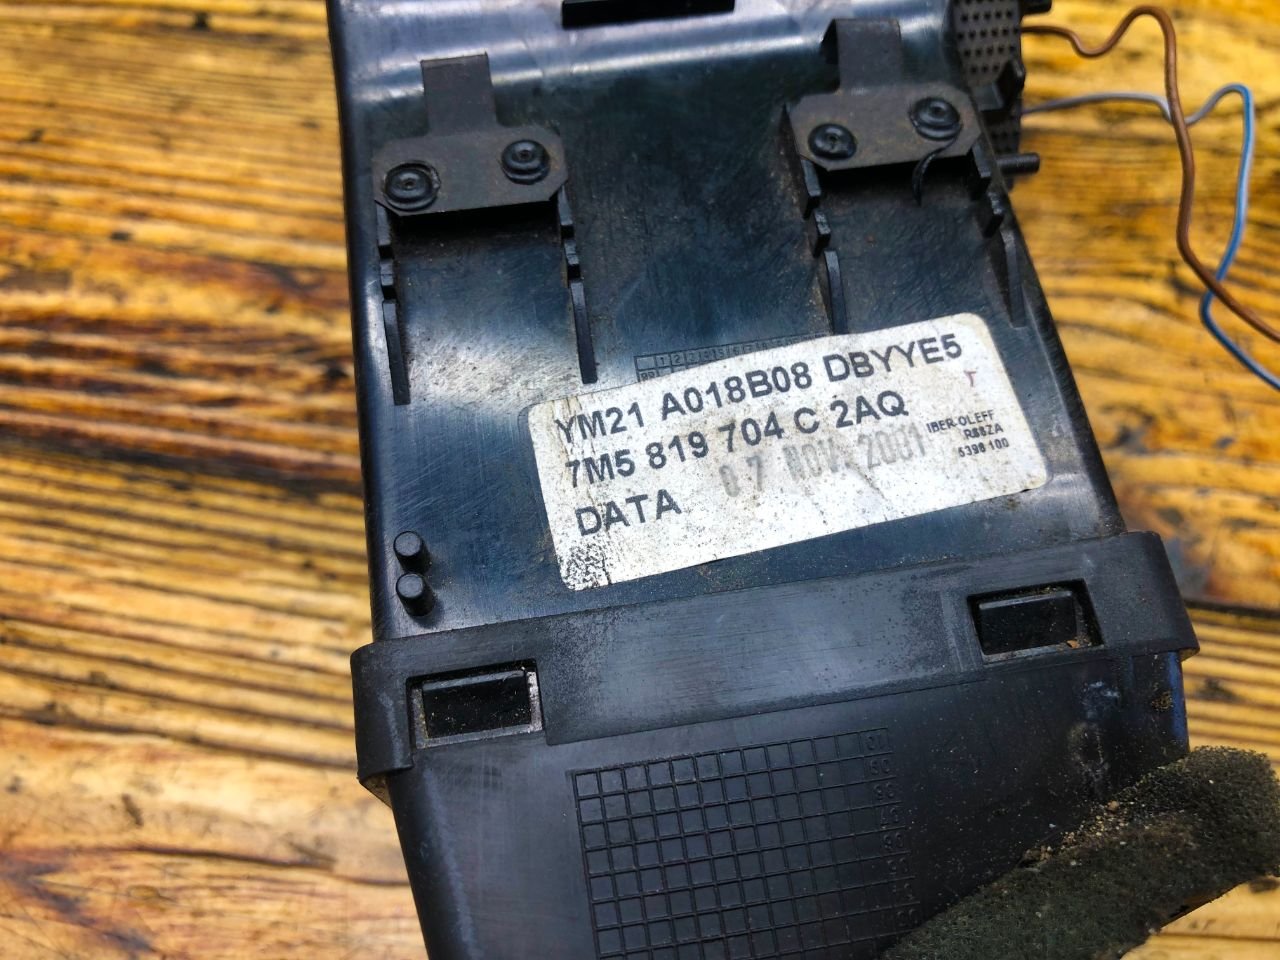 YM21 A018B08 DBYYE5
7M5 819 704 C 2AQ
DATA 07 NOV. 2001
IBER-OLEFF
5398 100